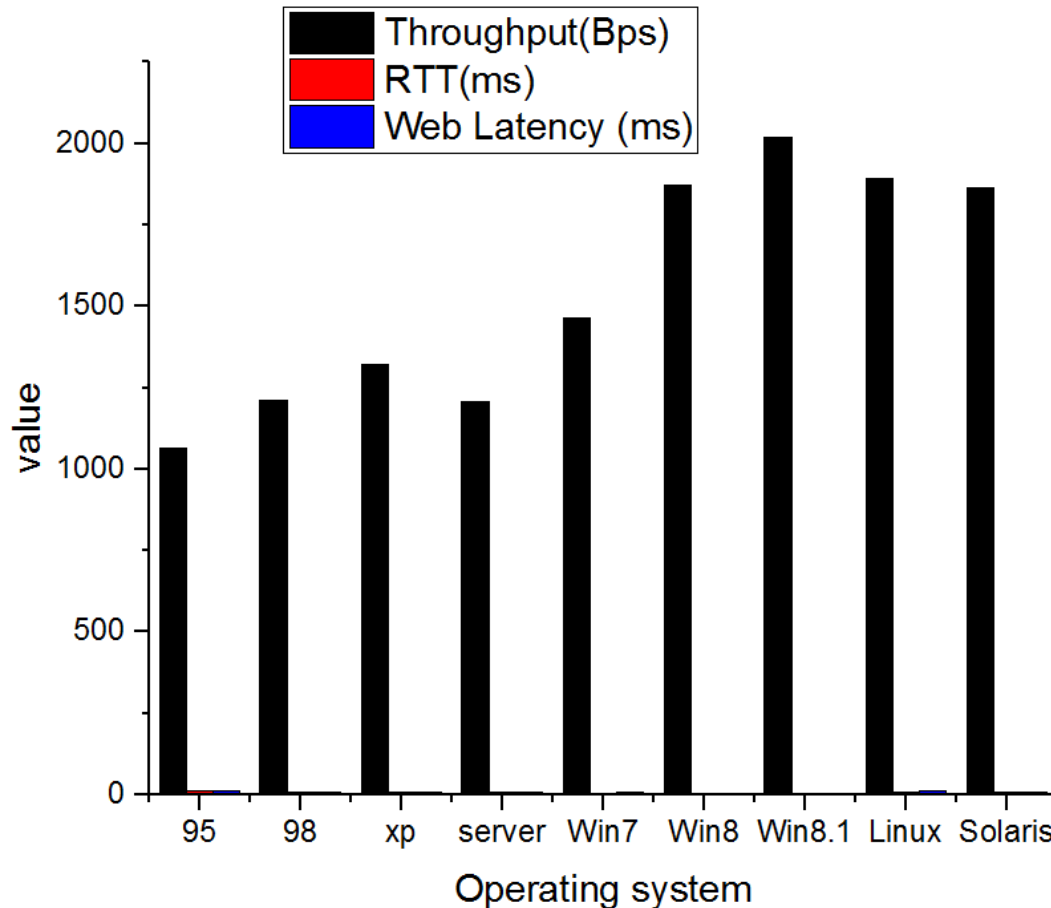 Throughput(Bps)
RTT(ms)
Web Latency (ms)
2000
1500
1000
500
0
value
95 98 xp server Win7 Win8 Win8.1 Linux Solaris
Operating system